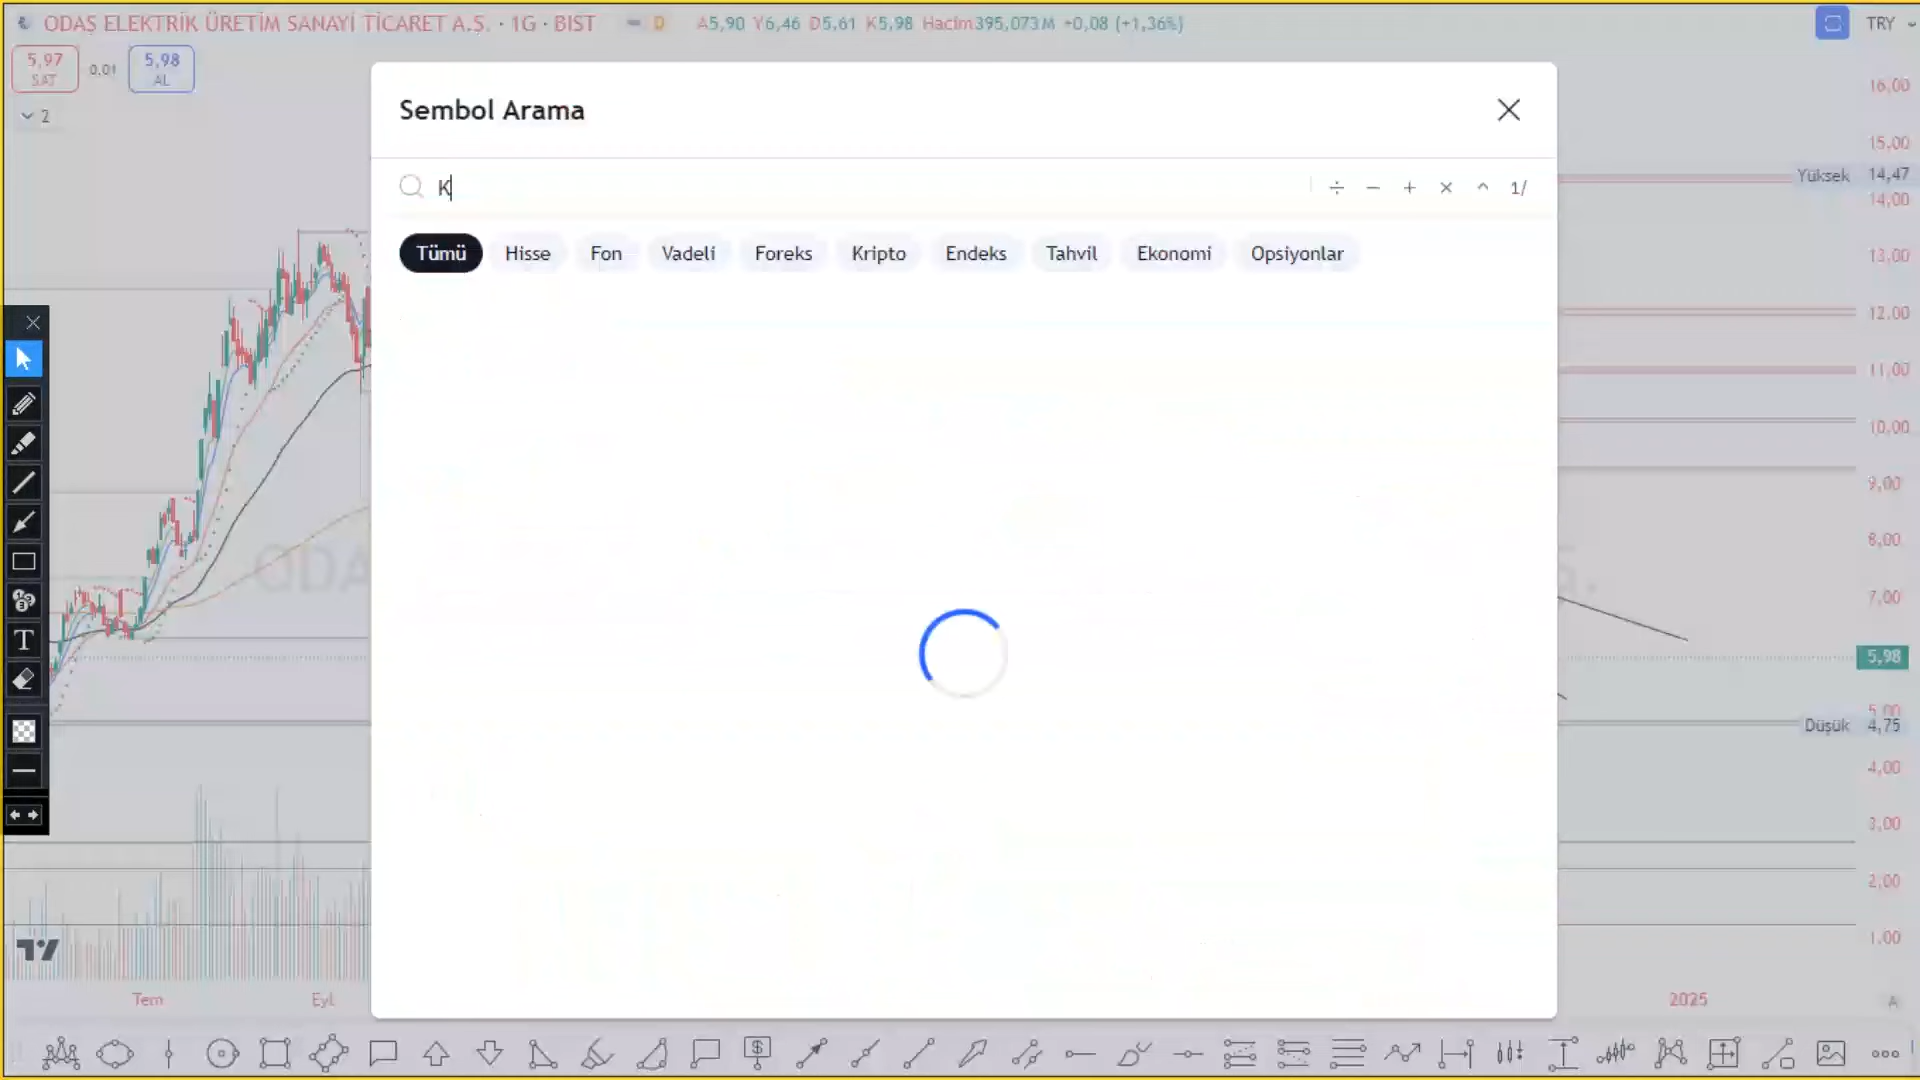 ODAŞ ELEKTRİK ÜRETİM SANAYİ TİCARET A.Ş. · 1G · BIST
D
A5,90 Y6,46 D5,61 K5,98 Hacim395,073M +0,08 (+1,36%)
TRY
5,97
SAT
0,01
5,98
AL
2
Sembol Arama
K
÷ − + × ^ 1/
Tümü Hisse Fon Vadeli Foreks Kripto Endeks Tahvil Ekonomi Opsiyonlar
16,00
15,00
Yüksek 14,47
14,00
13,00
12,00
11,00
10,00
9,00
8,00
7,00
5,98
5,00
Düşük 4,75
4,00
3,00
2,00
1,00
ODA
Ş.
T
Tem
Eyl
2025
A